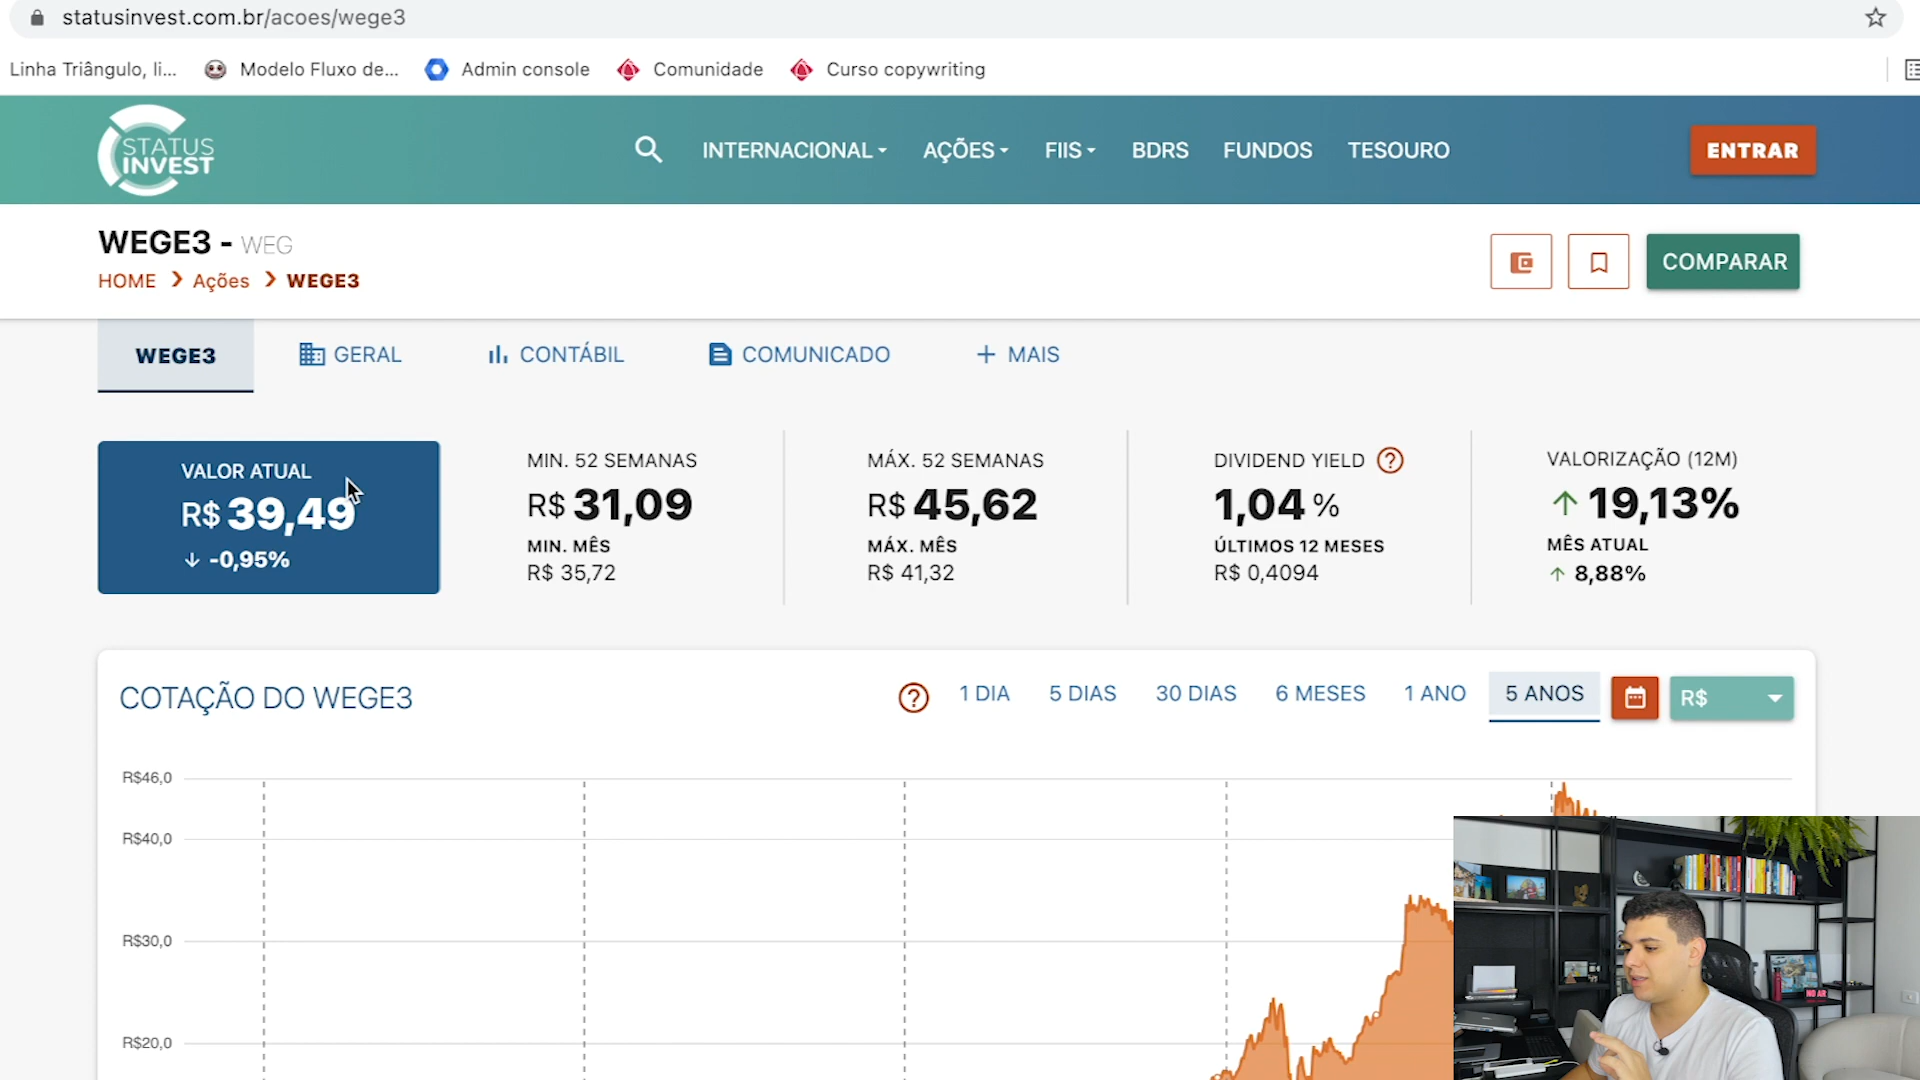 statusinvest.com.br/acoes/wege3
Linha Triângulo, li... Modelo Fluxo de... Admin console Comunidade Curso copywriting
STATUS
INVEST
INTERNACIONAL AÇÕES FIIS BDRS FUNDOS TESOURO ENTRAR
WEGE3 - WEG
HOME Ações WEGE3
COMPARAR
WEGE3 GERAL CONTÁBIL COMUNICADO + MAIS
VALOR ATUAL
R$ 39,49
-0,95%
MIN. 52 SEMANAS
R$ 31,09
MIN. MÊS
R$ 35,72
MÁX. 52 SEMANAS
R$ 45,62
MÁX. MÊS
R$ 41,32
DIVIDEND YIELD ?
1,04 %
ÚLTIMOS 12 MESES
R$ 0,4094
VALORIZAÇÃO (12M)
19,13%
MÊS ATUAL
8,88%
COTAÇÃO DO WEGE3 ? 1 DIA 5 DIAS 30 DIAS 6 MESES 1 ANO 5 ANOS R$
R$46,0
R$40,0
R$30,0
R$20,0
NO AR